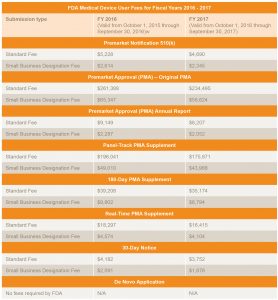 FDA Medical Device User Fees for Fiscal Years 2016 - 2017
Submission type
FY 2016
(Valid from October 1, 2015 through
September 30, 2016)
FY 2017
(Valid from October 1, 2016 through
September 30, 2017)
Premarket Notification 510(k)
Standard Fee $5,228 $4,690
Small Business Designation Fee $2,614 $2,345
Premarket Approval (PMA) – Original PMA
Standard Fee $261,388 $234,495
Small Business Designation Fee $65,347 $58,624
Premarket Approval (PMA) Annual Report
Standard Fee $9,149 $8,207
Small Business Designation Fee $2,287 $2,052
Panel-Track PMA Supplement
Standard Fee $196,041 $175,871
Small Business Designation Fee $49,010 $43,968
180-Day PMA Supplement
Standard Fee $39,208 $35,174
Small Business Designation Fee $9,802 $8,794
Real-Time PMA Supplement
Standard Fee $18,297 $16,415
Small Business Designation Fee $4,574 $4,104
30-Day Notice
Standard Fee $4,182 $3,752
Small Business Designation Fee $2,091 $1,876
De Novo Application
No fees required by FDA N/A N/A